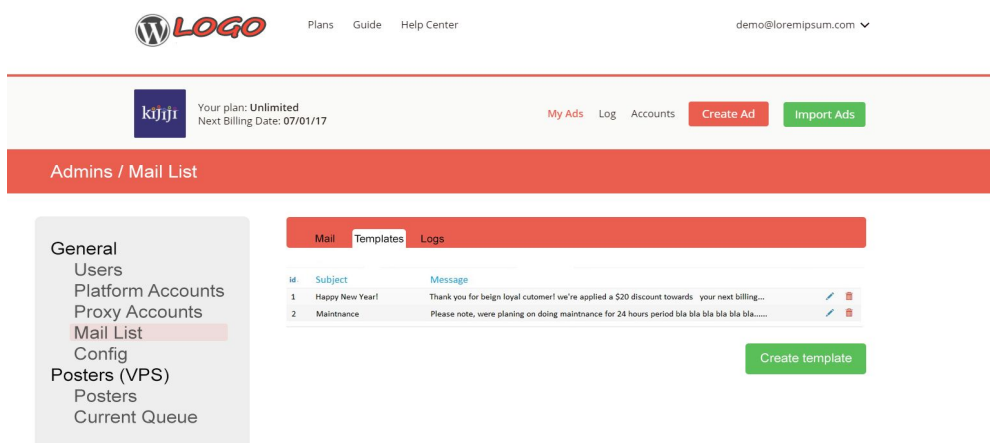 LOGO Plans Guide Help Center demo@loremipsum.com
kijiji
Your plan: Unlimited
Next Billing Date: 07/01/17
My Ads Log Accounts Create Ad Import Ads
Admins / Mail List
General
Users
Platform Accounts
Proxy Accounts
Mail List
Config
Posters (VPS)
Posters
Current Queue
Mail Templates Logs
id Subject Message
1 Happy New Year! Thank you for beign loyal cutomer! we're applied a $20 discount towards your next billing...
2 Maintnance Please note, were planing on doing maintnance for 24 hours period bla bla bla bla bla bla......
Create template